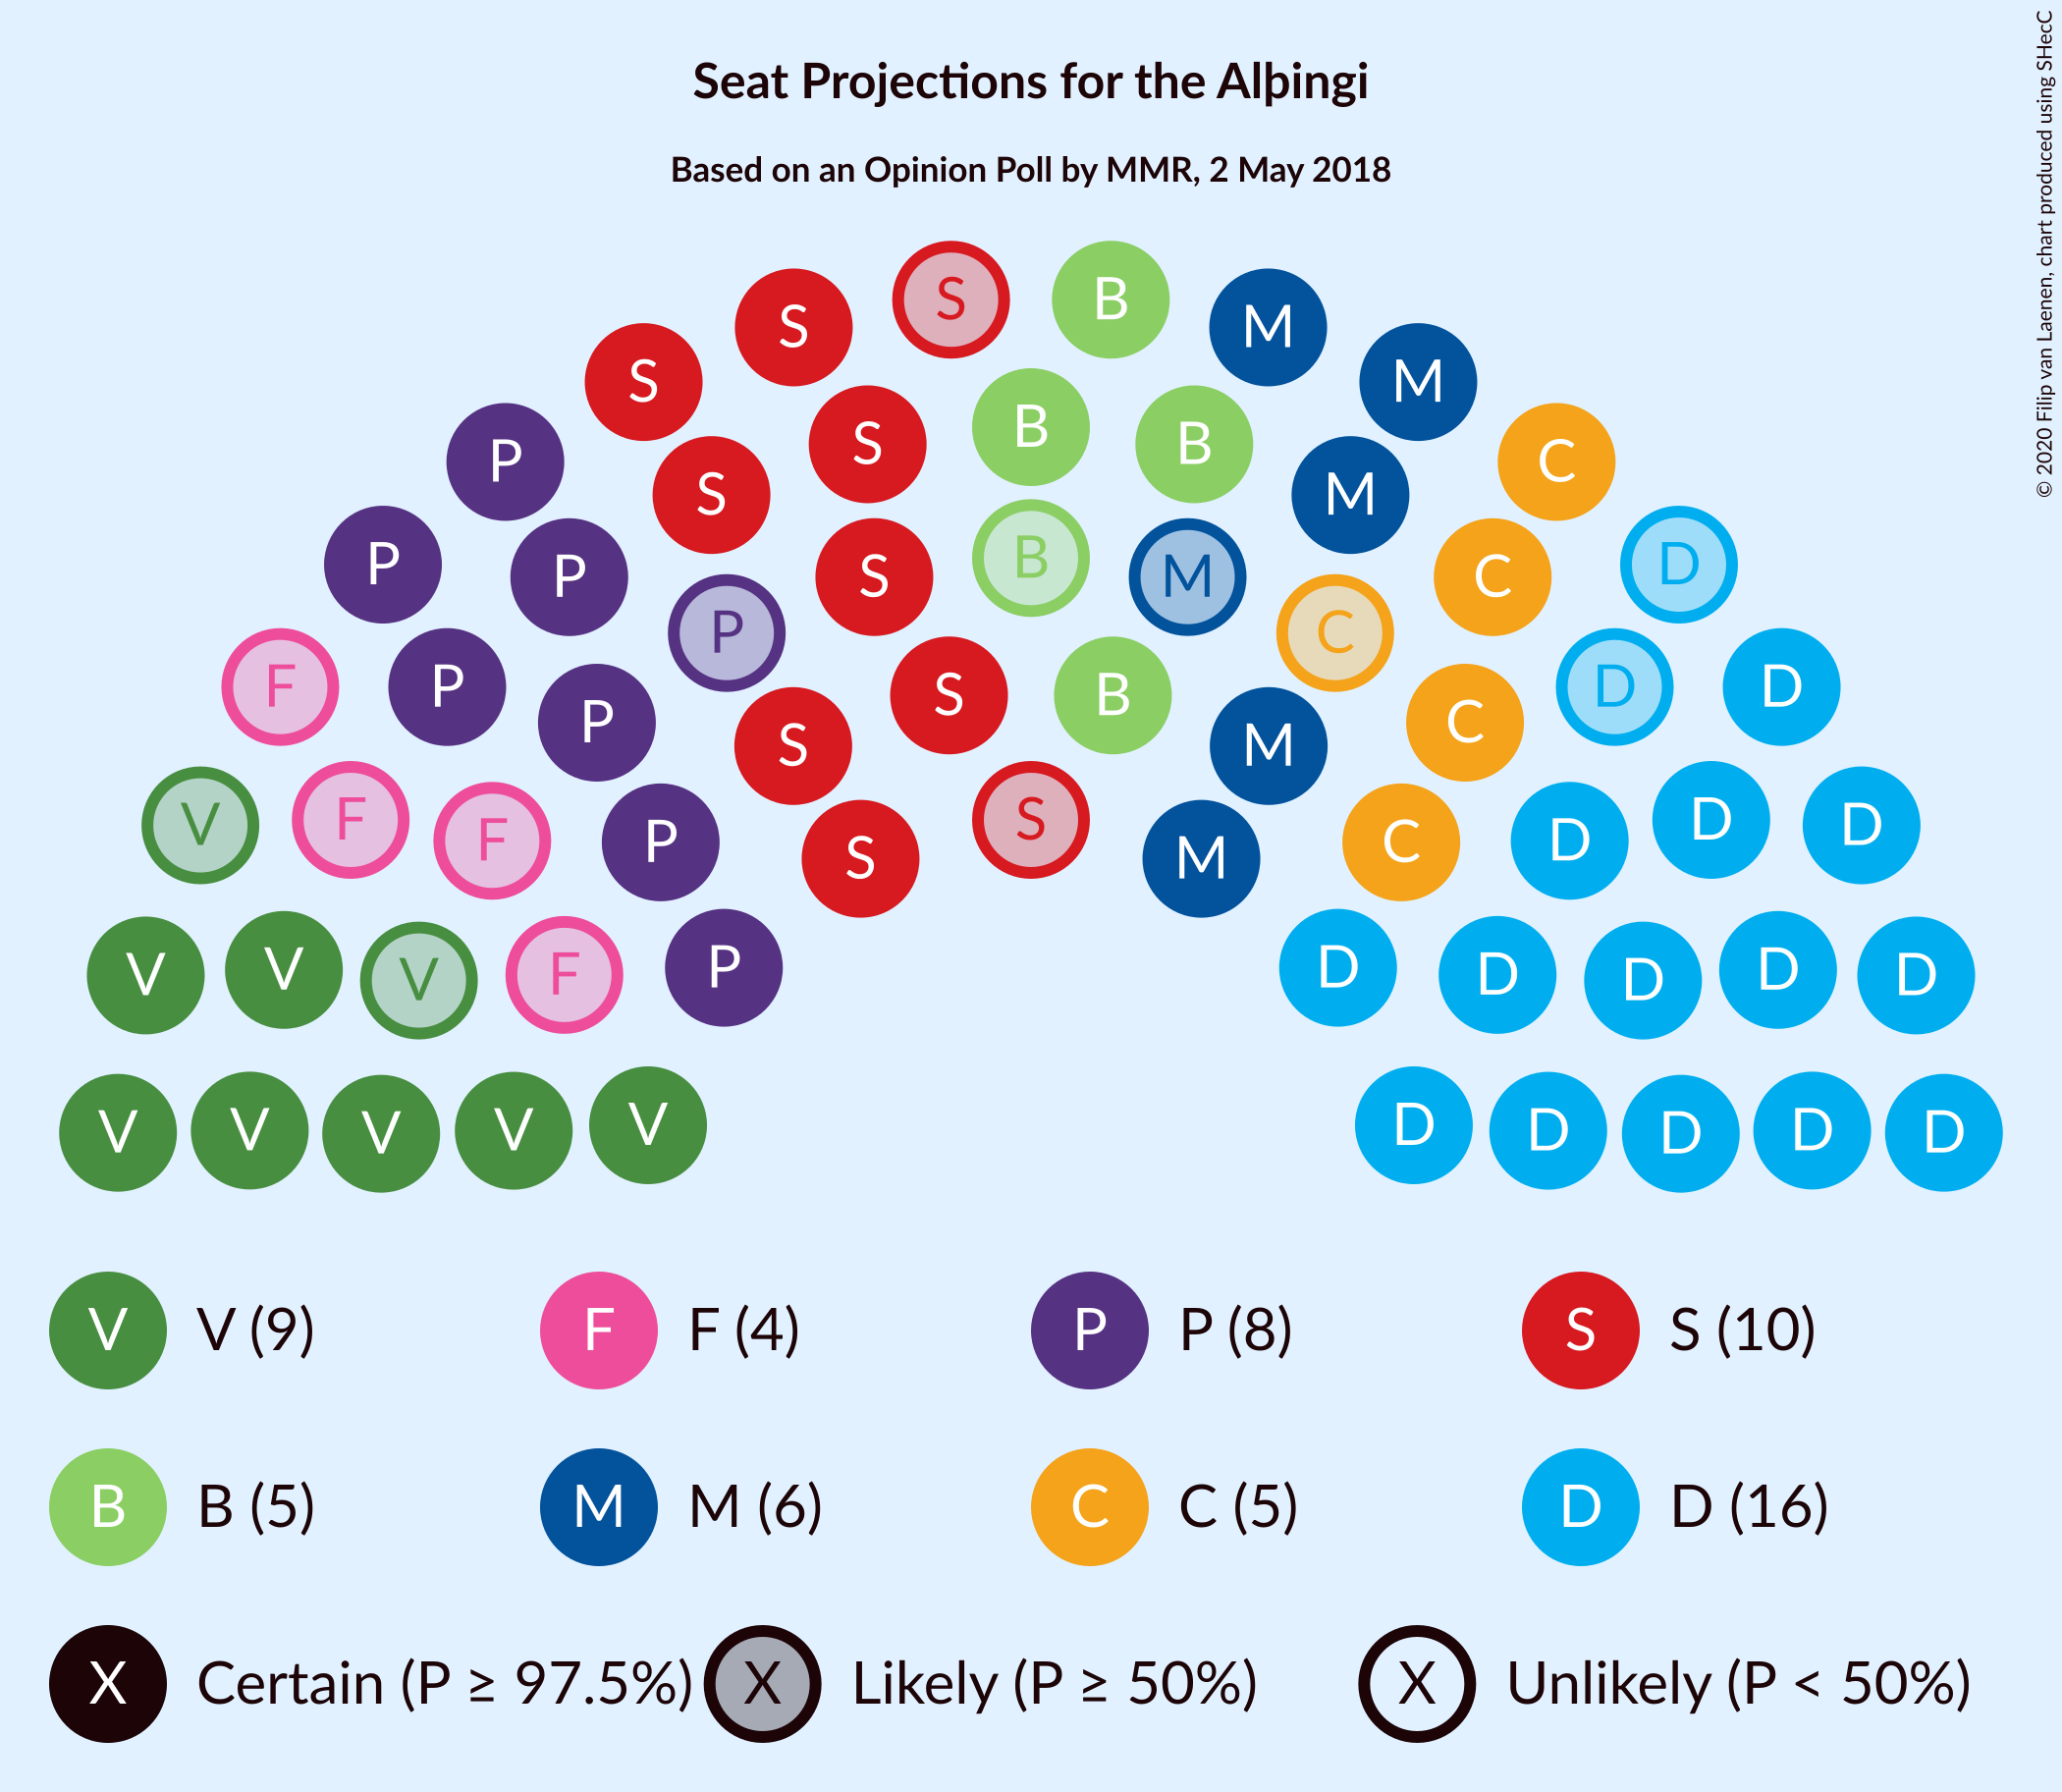 Seat Projections for the Alþingi
Based on an Opinion Poll by MMR, 2 May 2018
© 2020 Filip van Laenen, chart produced using SHecC
S B
S M
S M
S B B
P C
S M
B
P P S M C D
P C
F P S B D D
P S M C
V F F P S S M C D D D
V V V F P D D D D D
V V V V V D D D D D
V V (9) F F (4) P P (8) S S (10)
B B (5) M M (6) C C (5) D D (16)
X Certain (P ≥ 97.5%) X Likely (P ≥ 50%) X Unlikely (P < 50%)